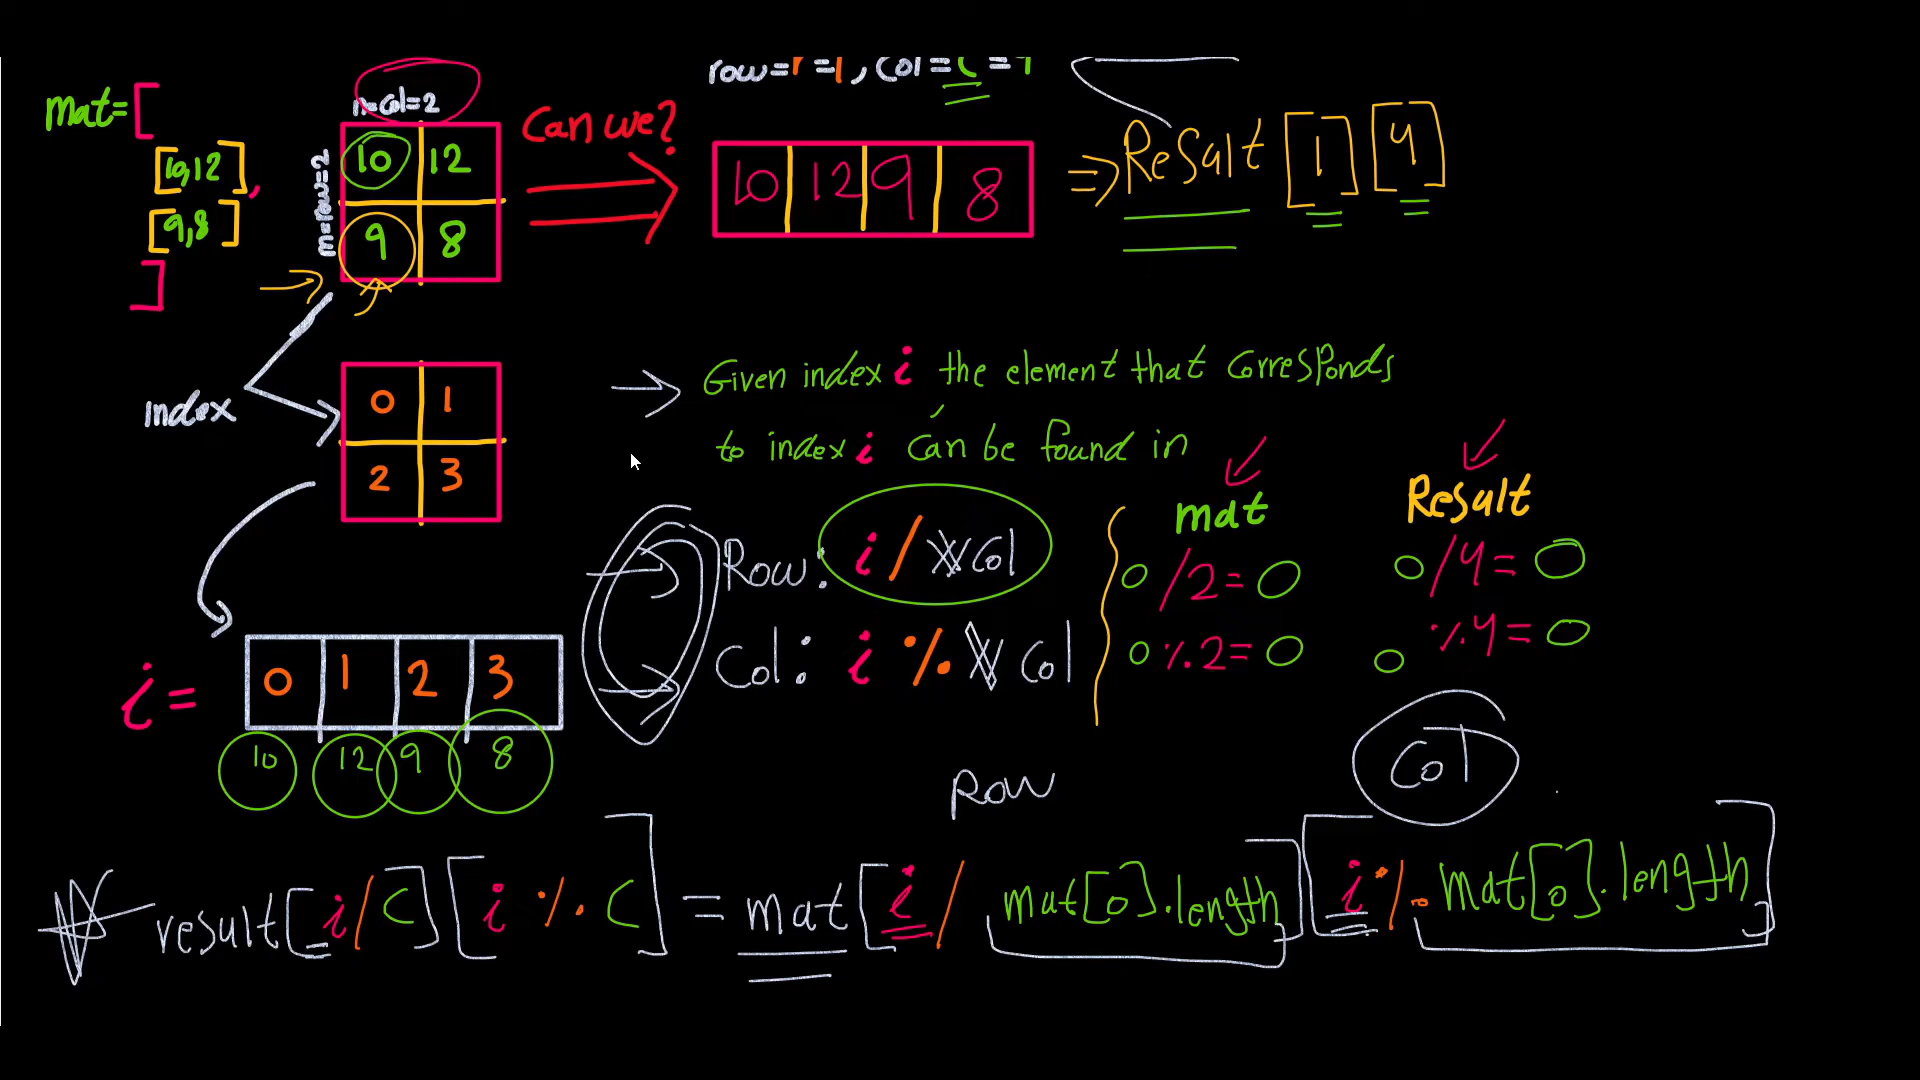 row=r=1, Col=C=4
n=col=2
mat=[
[10,12],
[9,8]
]
m=row=2
10 12
9 8
Can we?
10 12 9 8
⇒ Result [1] [4]
index
0 1
2 3
→ Given index i the element that corresponds
to index i can be found in
Row: i / Col
Col: i % Col
mat
0/2=0
0%2=0
Result
0/4=0
0 %4=0
i= 0 1 2 3
10 12 9 8
Row
Col
result[i/C][i % C] = mat[i/ mat[0].length][i % mat[0].length]